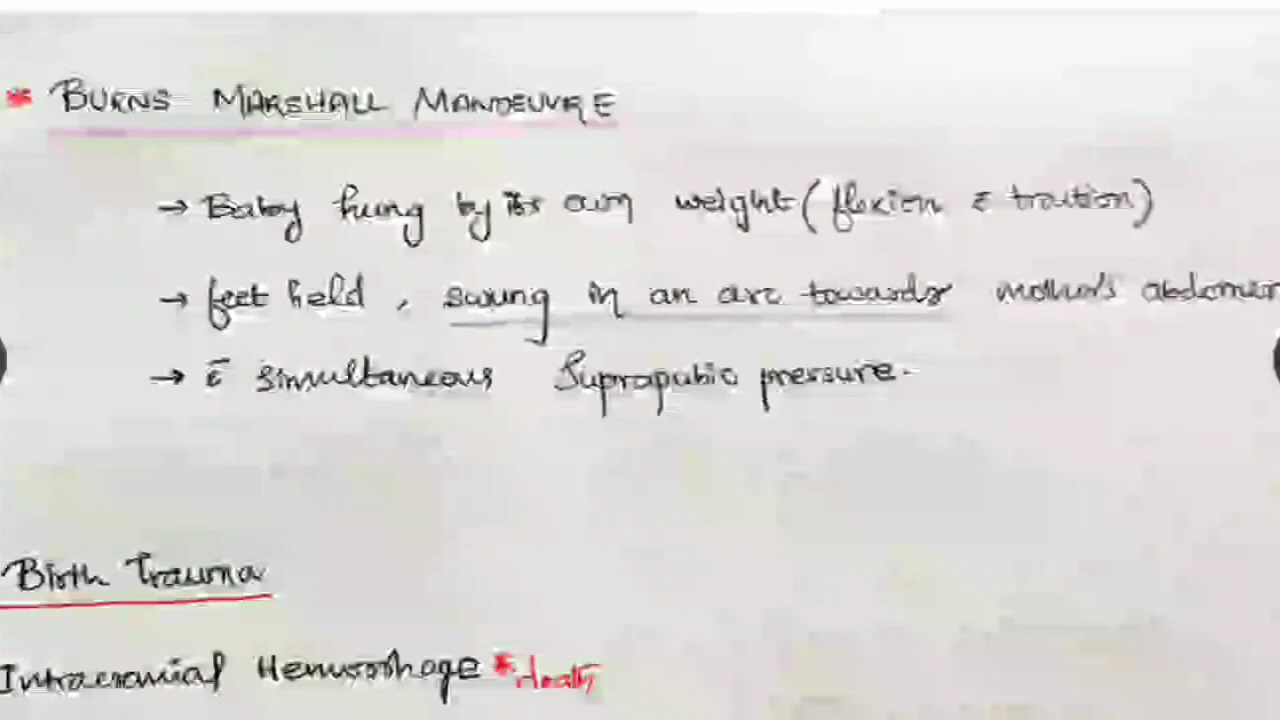 * BURNS MARSHALL MANOEUVRE
→ Baby hung by its own weight (flexion c̄ traction)
→ feet held, swung in an arc towards mother's abdomen
→ c̄ simultaneous Suprapubic pressure.
Birth Trauma
Intracranial Hemorrhage * death